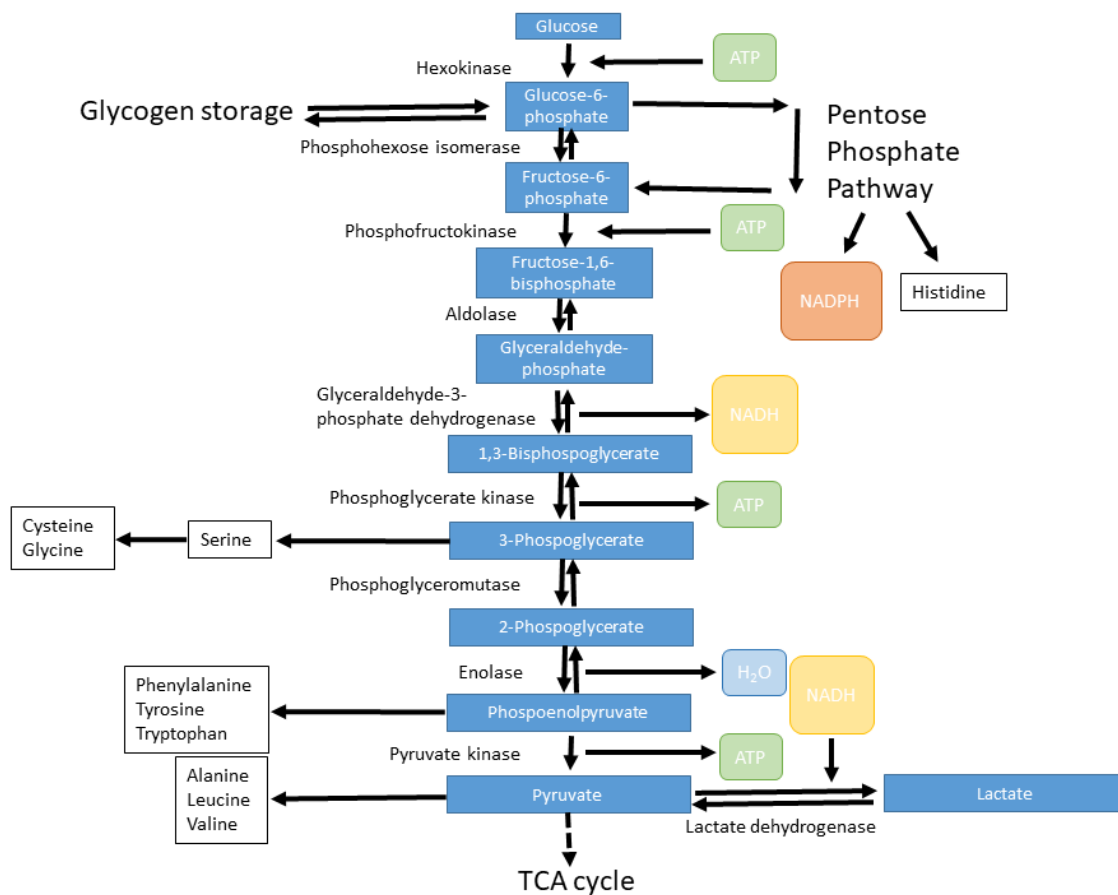 Glucose
ATP
Hexokinase
Glycogen storage
Glucose-6-
phosphate
Pentose
Phosphate
Pathway
Phosphohexose isomerase
Fructose-6-
phosphate
Phosphofructokinase
ATP
Fructose-1,6-
bisphosphate
NADPH
Histidine
Aldolase
Glyceraldehyde-
phosphate
Glyceraldehyde-3-
phosphate dehydrogenase
NADH
1,3-Bisphospoglycerate
Phosphoglycerate kinase
ATP
Cysteine
Glycine
Serine
3-Phospoglycerate
Phosphoglyceromutase
2-Phospoglycerate
Enolase
H₂O
NADH
Phenylalanine
Tyrosine
Tryptophan
Phospoenolpyruvate
Pyruvate kinase
ATP
Alanine
Leucine
Valine
Pyruvate
Lactate
Lactate dehydrogenase
TCA cycle